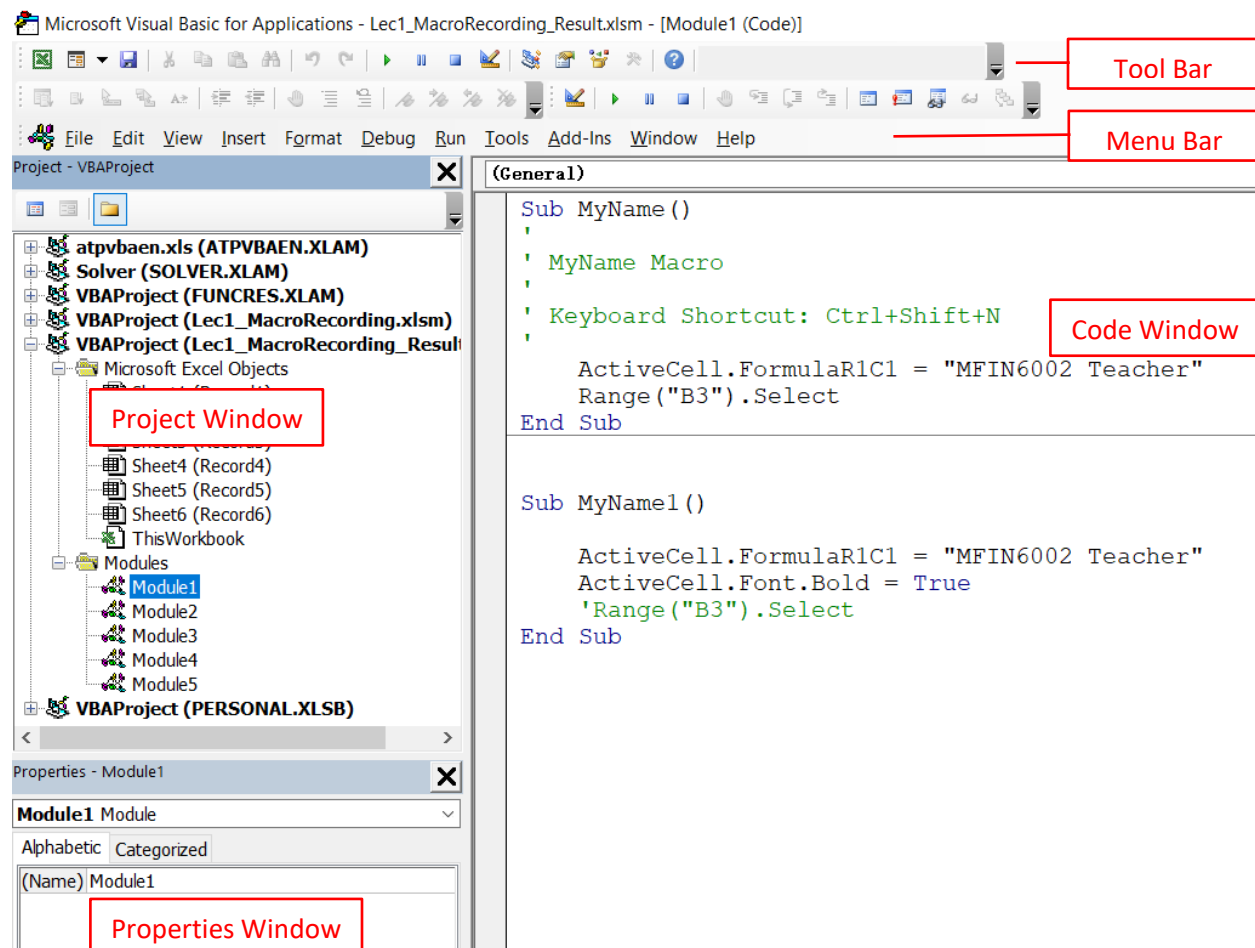 Microsoft Visual Basic for Applications - Lec1_MacroRecording_Result.xlsm - [Module1 (Code)]
Tool Bar
File Edit View Insert Format Debug Run Tools Add-Ins Window Help
Menu Bar
Project - VBAProject
atpvbaen.xls (ATPVBAEN.XLAM)
Solver (SOLVER.XLAM)
VBAProject (FUNCRES.XLAM)
VBAProject (Lec1_MacroRecording.xlsm)
VBAProject (Lec1_MacroRecording_Result
Microsoft Excel Objects
Project Window
Sheet4 (Record4)
Sheet5 (Record5)
Sheet6 (Record6)
ThisWorkbook
Modules
Module1
Module2
Module3
Module4
Module5
VBAProject (PERSONAL.XLSB)
Properties - Module1
Module1 Module
Alphabetic Categorized
(Name) Module1
Properties Window
(General)
Sub MyName()
'
' MyName Macro
'
' Keyboard Shortcut: Ctrl+Shift+N
'
Code Window
ActiveCell.FormulaR1C1 = "MFIN6002 Teacher"
Range("B3").Select
End Sub
Sub MyName1()
ActiveCell.FormulaR1C1 = "MFIN6002 Teacher"
ActiveCell.Font.Bold = True
'Range("B3").Select
End Sub